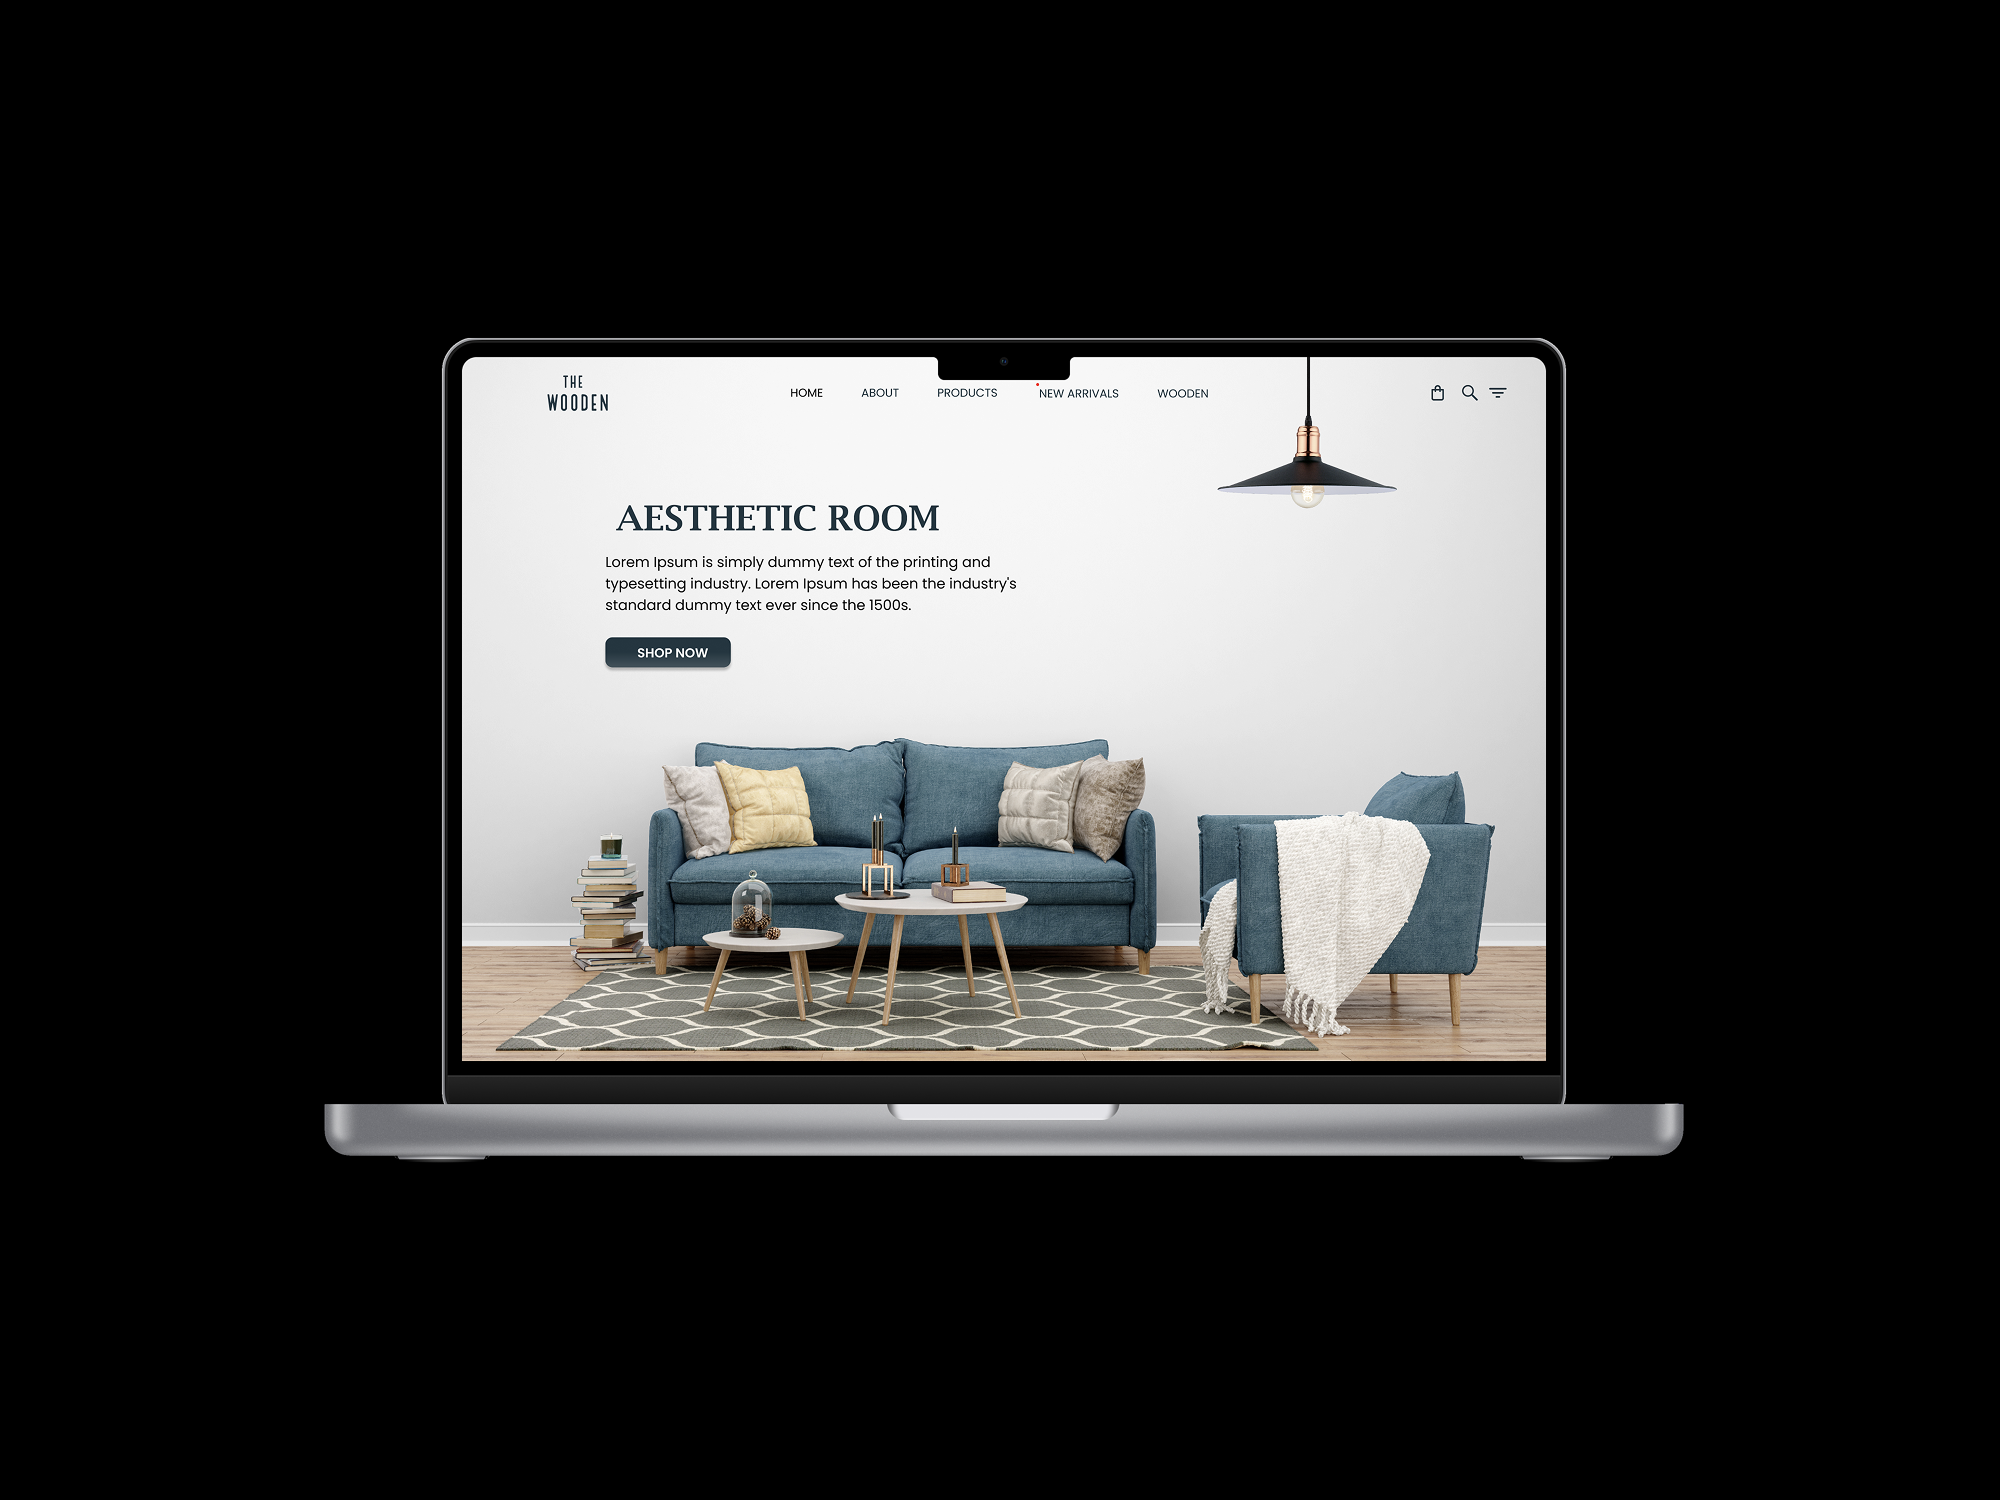 THE
WOODEN
HOME ABOUT PRODUCTS NEW ARRIVALS WOODEN
AESTHETIC ROOM
Lorem Ipsum is simply dummy text of the printing and
typesetting industry. Lorem Ipsum has been the industry's
standard dummy text ever since the 1500s.
SHOP NOW